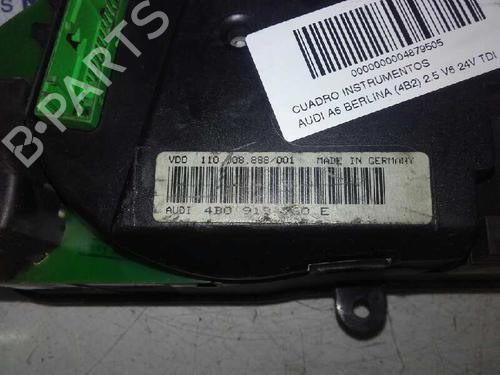 0000000004879505
CUADRO INSTRUMENTOS
AUDI A6 BERLINA (4B2) 2.5 V6 24V TDI
B-PARTS
VDO 110.008.888/001 MADE IN GERMANY
AUDI 4B0 E